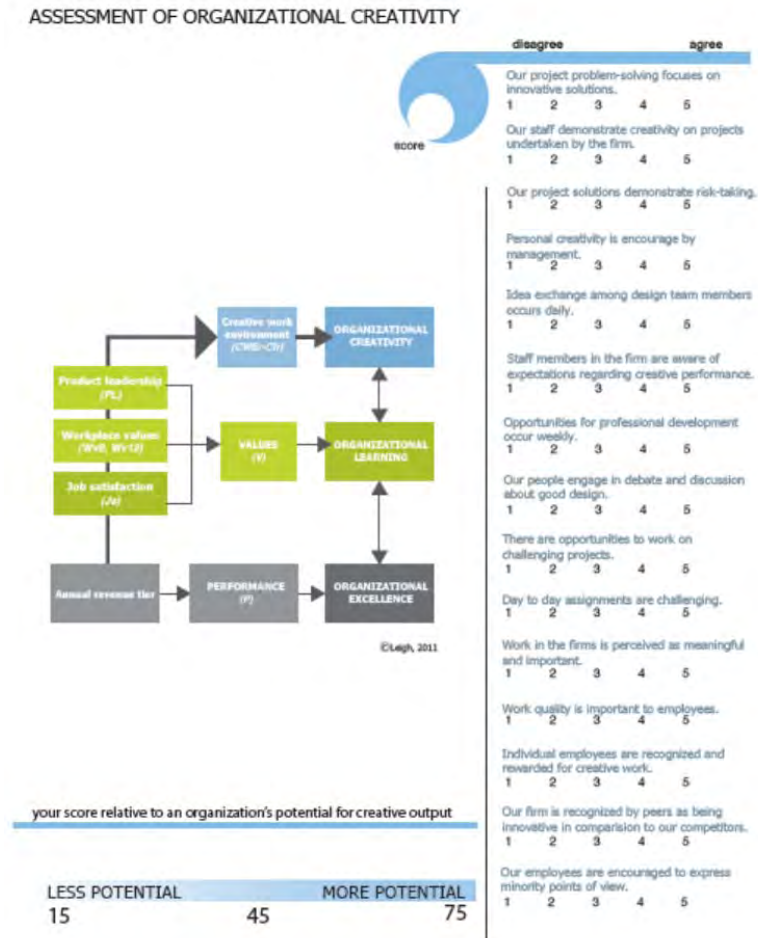 ASSESSMENT OF ORGANIZATIONAL CREATIVITY
disagree agree
score
Our project problem-solving focuses on
innovative solutions.
1 2 3 4 5
Our staff demonstrate creativity on projects
undertaken by the firm.
1 2 3 4 5
Our project solutions demonstrate risk-taking.
1 2 3 4 5
Personal creativity is encourage by
management.
1 2 3 4 5
Idea exchange among design team members
occurs daily.
1 2 3 4 5
Staff members in the firm are aware of
expectations regarding creative performance.
1 2 3 4 5
Opportunities for professional development
occur weekly.
1 2 3 4 5
Our people engage in debate and discussion
about good design.
1 2 3 4 5
There are opportunities to work on
challenging projects.
1 2 3 4 5
Day to day assignments are challenging.
1 2 3 4 5
Work in the firms is perceived as meaningful
and important.
1 2 3 4 5
Work quality is important to employees.
1 2 3 4 5
Individual employees are recognized and
rewarded for creative work.
1 2 3 4 5
Our firm is recognized by peers as being
innovative in comparision to our competitors.
1 2 3 4 5
Our employees are encouraged to express
minority points of view.
1 2 3 4 5
Creative work
environment
ORGANIZATIONAL
CREATIVITY
Product leadership
(PL)
Workplace values
VALUES
(V)
ORGANIZATIONAL
LEARNING
Job satisfaction
(Js)
Annual revenue tier
PERFORMANCE
(P)
ORGANIZATIONAL
EXCELLENCE
©Leigh, 2011
your score relative to an organization's potential for creative output
LESS POTENTIAL MORE POTENTIAL
15 45 75